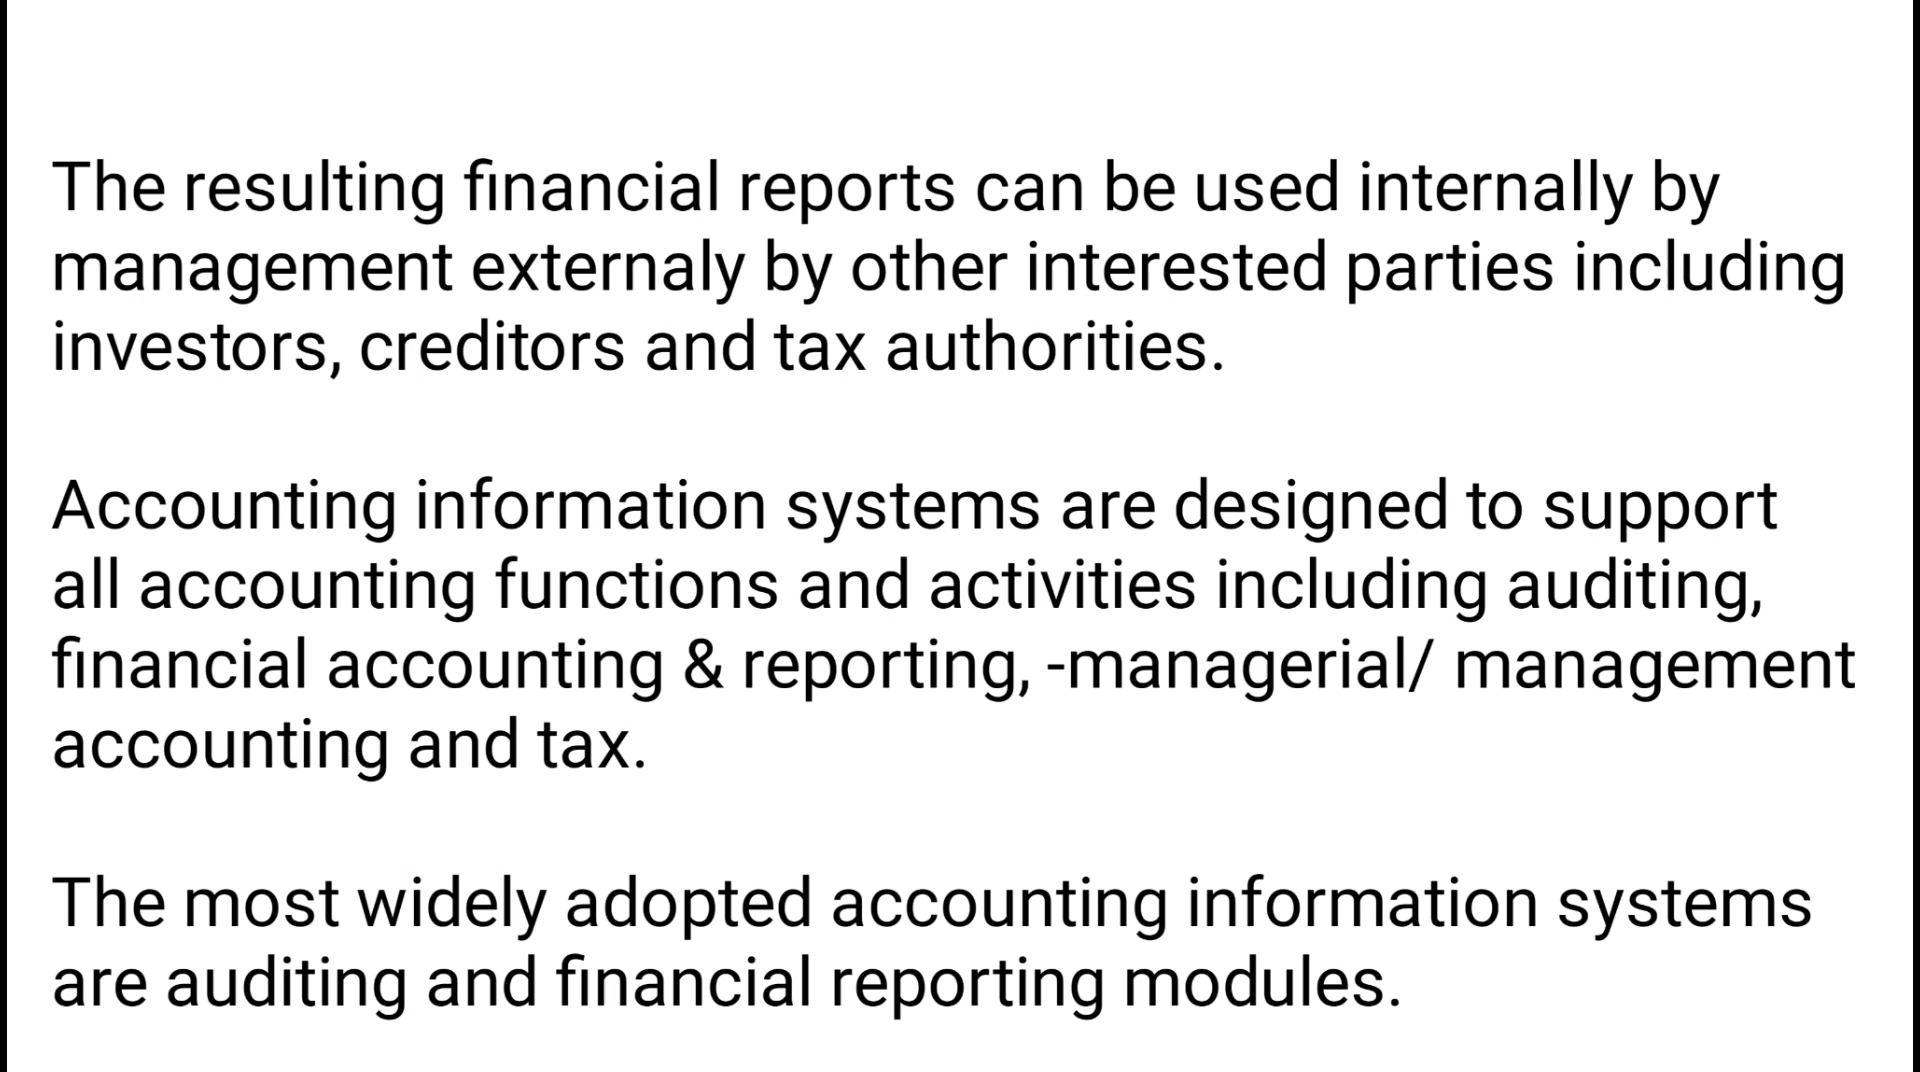 The resulting financial reports can be used internally by
management externaly by other interested parties including
investors, creditors and tax authorities.
Accounting information systems are designed to support
all accounting functions and activities including auditing,
financial accounting & reporting, -managerial/ management
accounting and tax.
The most widely adopted accounting information systems
are auditing and financial reporting modules.